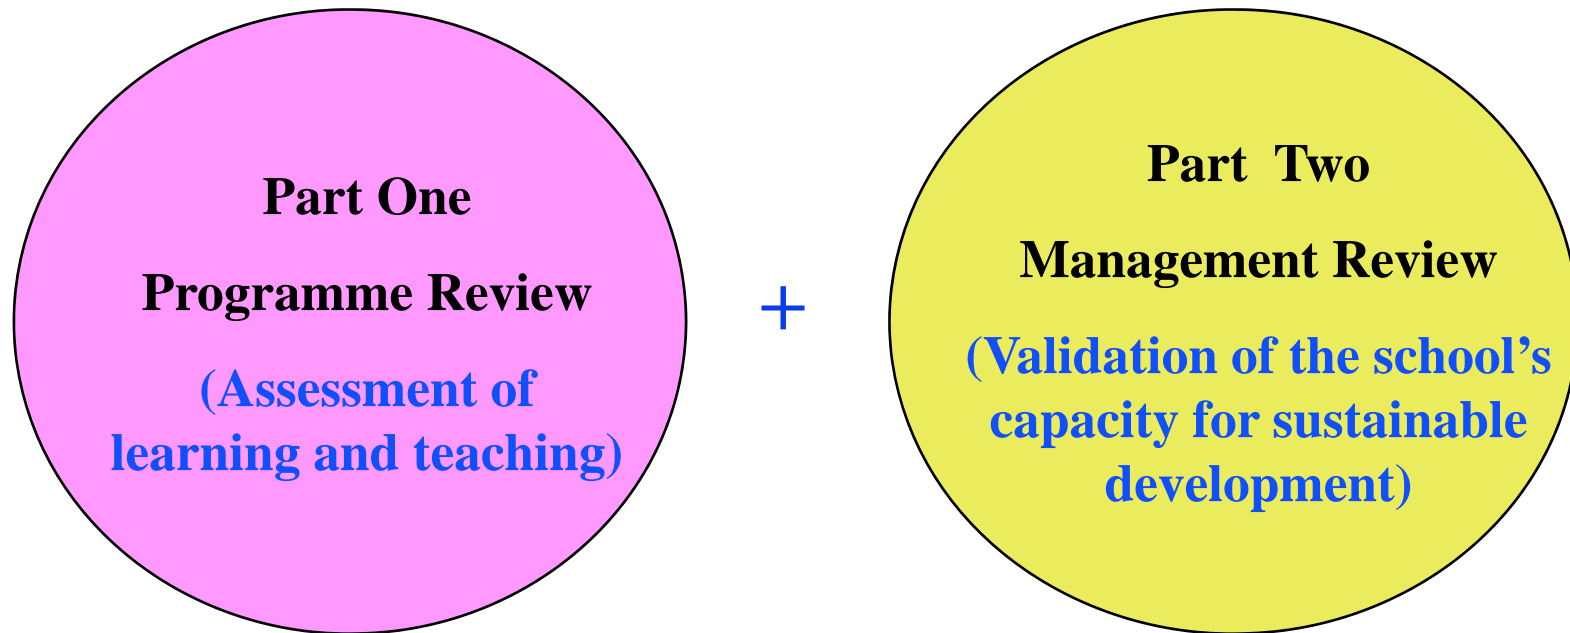 Part One
Programme Review
(Assessment of
learning and teaching)
+
Part  Two
Management Review
(Validation of the school’s
capacity for sustainable
development)